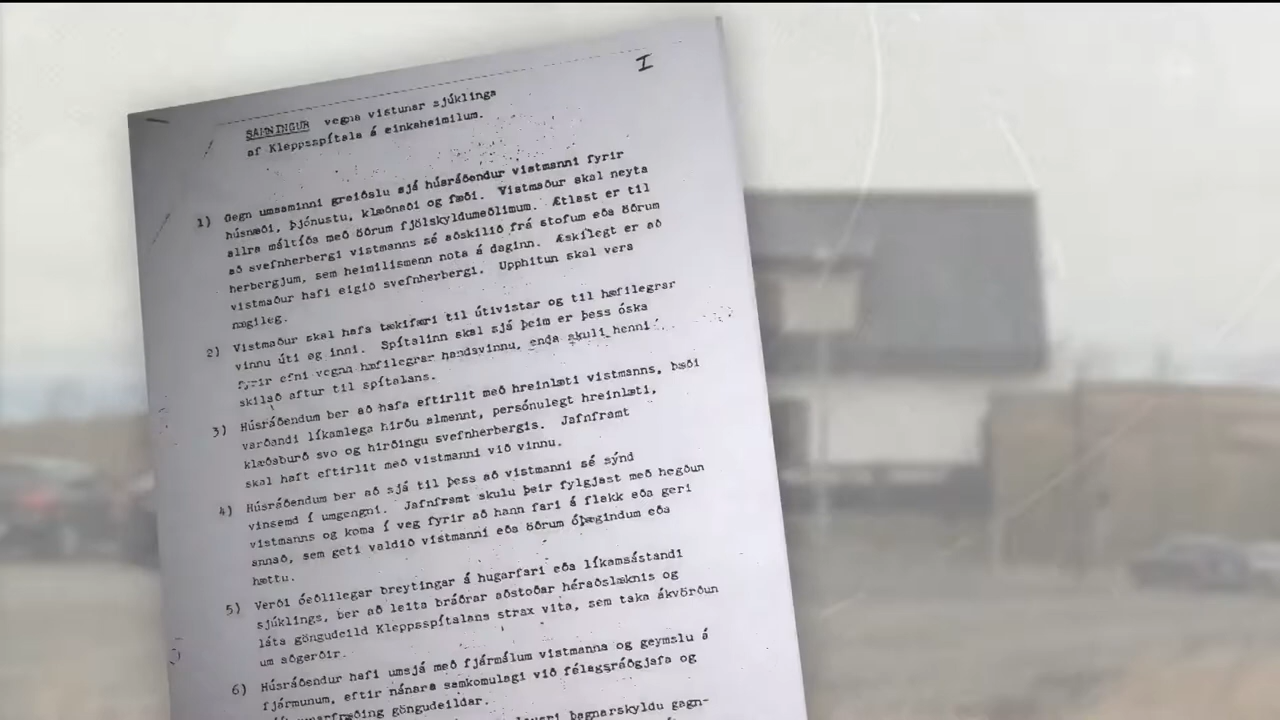 I
SAMNINGUR vegna vistunar sjúklinga
af Kleppsspítala á einkaheimilum.
1) Gegn umsaminni greiðslu sjá húsráðendur vistmanni fyrir
húsnæði, þjónustu, klæðnaði og fæði. Vistmaður skal neyta
allra máltíða með öðrum fjölskyldumeðlimum. Ætlast er til
að svefnherbergi vistmanns sé aðskilið frá stofum eða öðrum
herbergjum, sem heimilismenn nota á daginn. Æskilegt er að
vistmaður hafi eigið svefnherbergi. Upphitun skal vera
nægileg.
2) Vistmaður skal hafa tækifæri til útivistar og til hæfilegrar
vinnu úti og inni. Spítalinn skal sjá þeim er þess óska
fyrir efni vegna hæfilegrar handavinnu, enda skuli henni
skilað aftur til spítalans.
3) Húsráðendum ber að hafa eftirlit með hreinlæti vistmanns, bæði
varðandi líkamlega hirðu almennt, persónulegt hreinlæti,
klæðaburð svo og hirðingu svefnherbergis. Jafnframt
skal haft eftirlit með vistmanni við vinnu.
4) Húsráðendum ber að sjá til þess að vistmanni sé sýnd
vinsemd í umgengni. Jafnframt skulu þeir fylgjast með hegðun
vistmanns og koma í veg fyrir að hann fari á flakk eða geri
annað, sem geti valdið vistmanni eða öðrum óþægindum eða
hættu.
5) Verði óeðlilegar breytingar á hugarfari eða líkamsástandi
sjúklings, ber að leita bráðrar aðstoðar héraðslæknis og
láta göngudeild Kleppsspítalans strax vita, sem taka ákvörðun
um aðgerðir.
6) Húsráðendur hafi umsjá með fjármálum vistmanna og geymslu á
fjármunum, eftir nánara samkomulagi við félagsráðgjafa og
göngudeildar.
þagnarskyldu gagn-